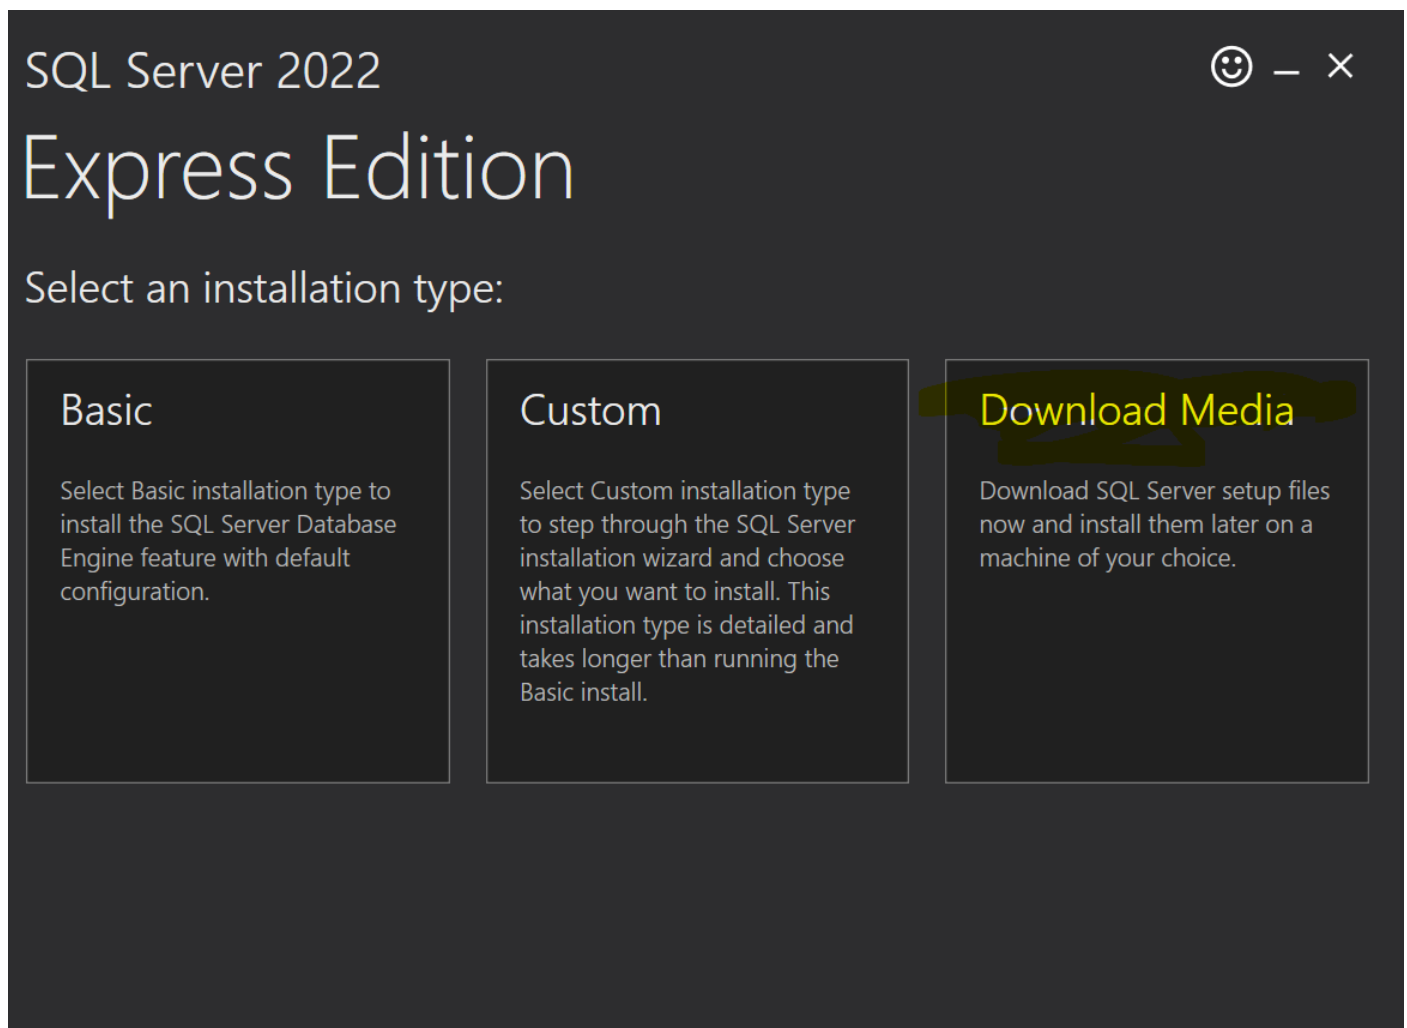 SQL Server 2022
Express Edition
Select an installation type:
Basic
Select Basic installation type to
install the SQL Server Database
Engine feature with default
configuration.
Custom
Select Custom installation type
to step through the SQL Server
installation wizard and choose
what you want to install. This
installation type is detailed and
takes longer than running the
Basic install.
Download Media
Download SQL Server setup files
now and install them later on a
machine of your choice.